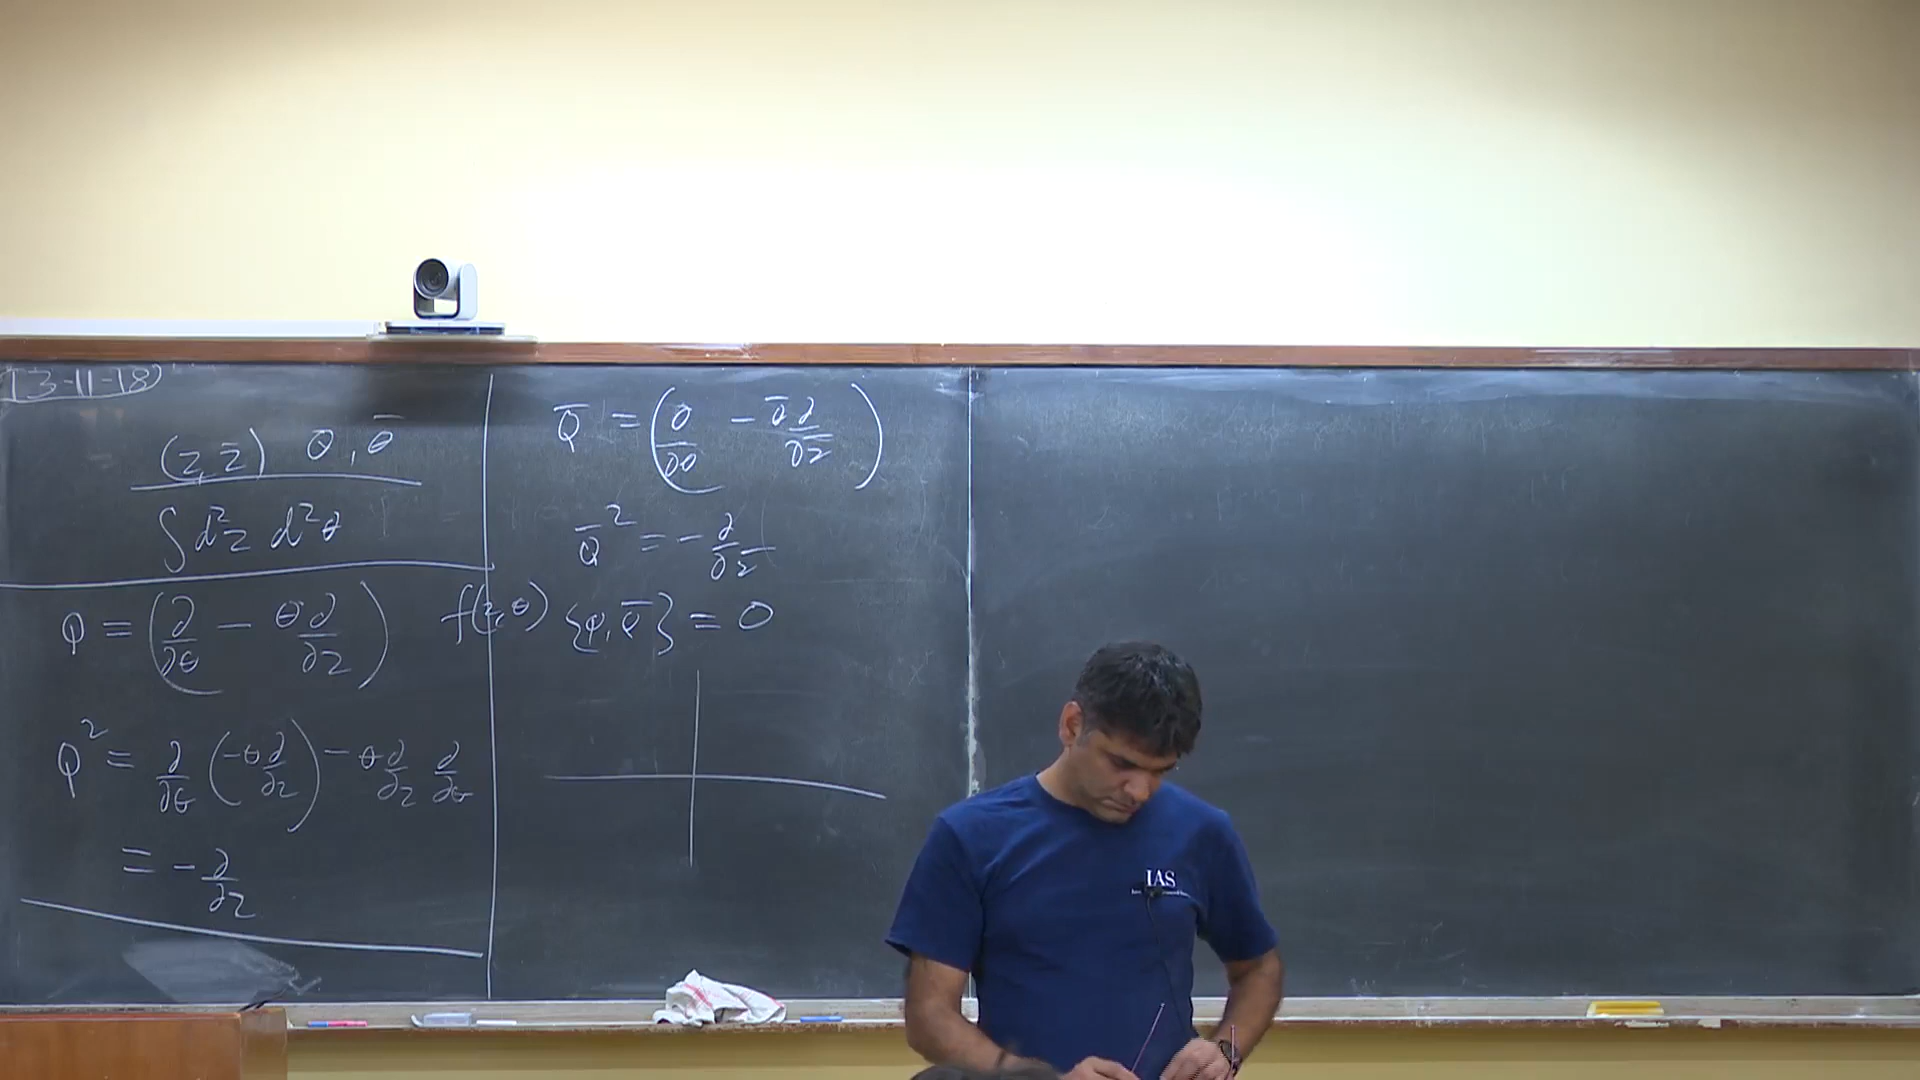 13-11-18
(z, z̄) θ, θ̄
∫ d²z d²θ
Q = (∂/∂θ − θ ∂/∂z)
Q² = ∂/∂θ (−θ ∂/∂z) − θ ∂/∂z ∂/∂θ
= − ∂/∂z
f(z, θ)
Q̄ = (∂/∂θ − θ̄ ∂/∂z̄)
Q̄² = − ∂/∂z̄
{Q, Q̄} = 0
IAS